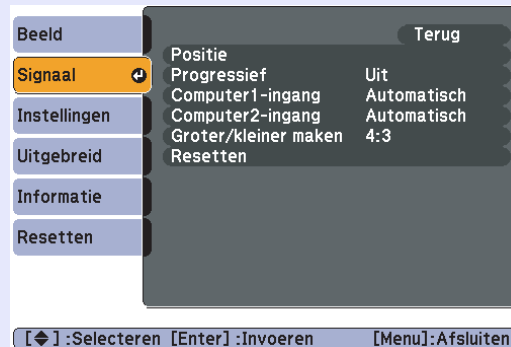 Beeld
Signaal
Instellingen
Uitgebreid
Informatie
Resetten
Terug
Positie
Progressief Uit
Computer1-ingang Automatisch
Computer2-ingang Automatisch
Groter/kleiner maken 4:3
Resetten
[◆] :Selecteren [Enter] :Invoeren [Menu]:Afsluiten